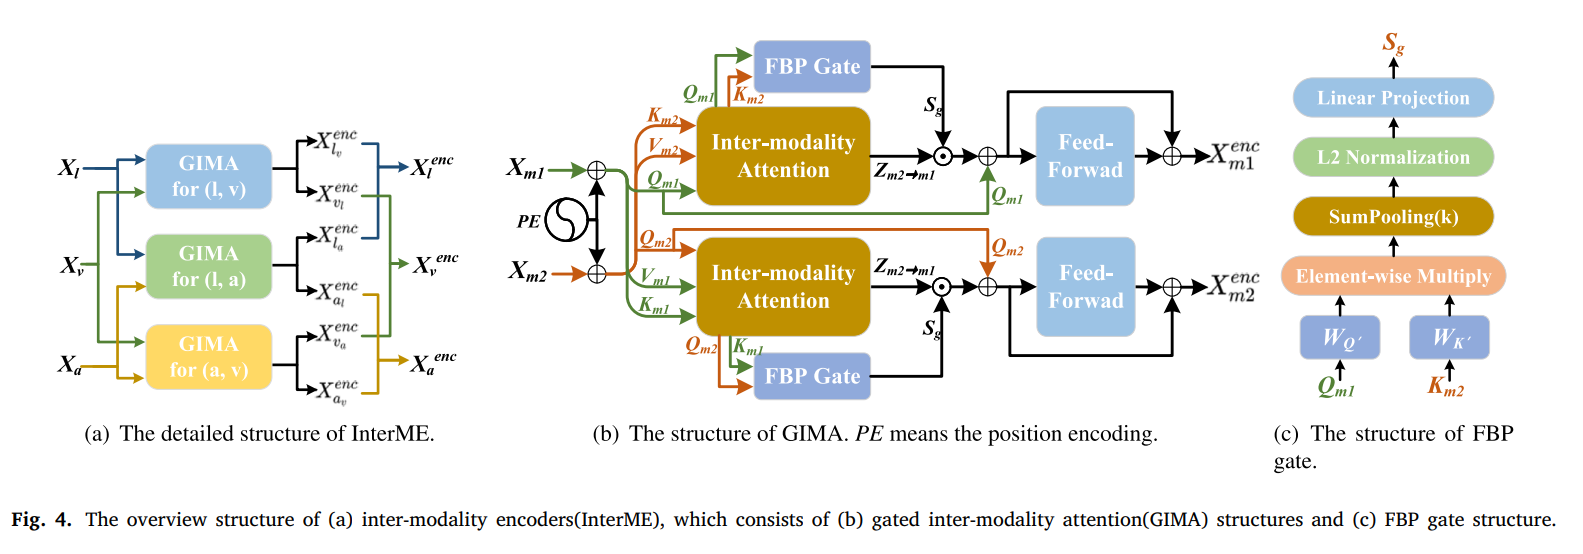 X_l
X_v
X_a
GIMA
for (l, v)
GIMA
for (l, a)
GIMA
for (a, v)
X_{l_v}^{enc}
X_{v_l}^{enc}
X_{l_a}^{enc}
X_{a_l}^{enc}
X_{v_a}^{enc}
X_{a_v}^{enc}
X_l^{enc}
X_v^{enc}
X_a^{enc}
(a) The detailed structure of InterME.
X_{m1}
PE
X_{m2}
Q_{m1}
K_{m2}
FBP Gate
K_{m2}
V_{m2}
Q_{m1}
Inter-modality
Attention
S_g
Z_{m2→m1}
Q_{m1}
Feed-
Forwad
X_{m1}^{enc}
Q_{m2}
V_{m1}
K_{m1}
Inter-modality
Attention
Z_{m2→m1}
S_g
Q_{m2}
Feed-
Forwad
X_{m2}^{enc}
Q_{m2}
K_{m1}
FBP Gate
(b) The structure of GIMA. PE means the position encoding.
S_g
Linear Projection
L2 Normalization
SumPooling(k)
Element-wise Multiply
W_{Q´}
W_{K´}
Q_{m1}
K_{m2}
(c) The structure of FBP
gate.
Fig. 4. The overview structure of (a) inter-modality encoders(InterME), which consists of (b) gated inter-modality attention(GIMA) structures and (c) FBP gate structure.